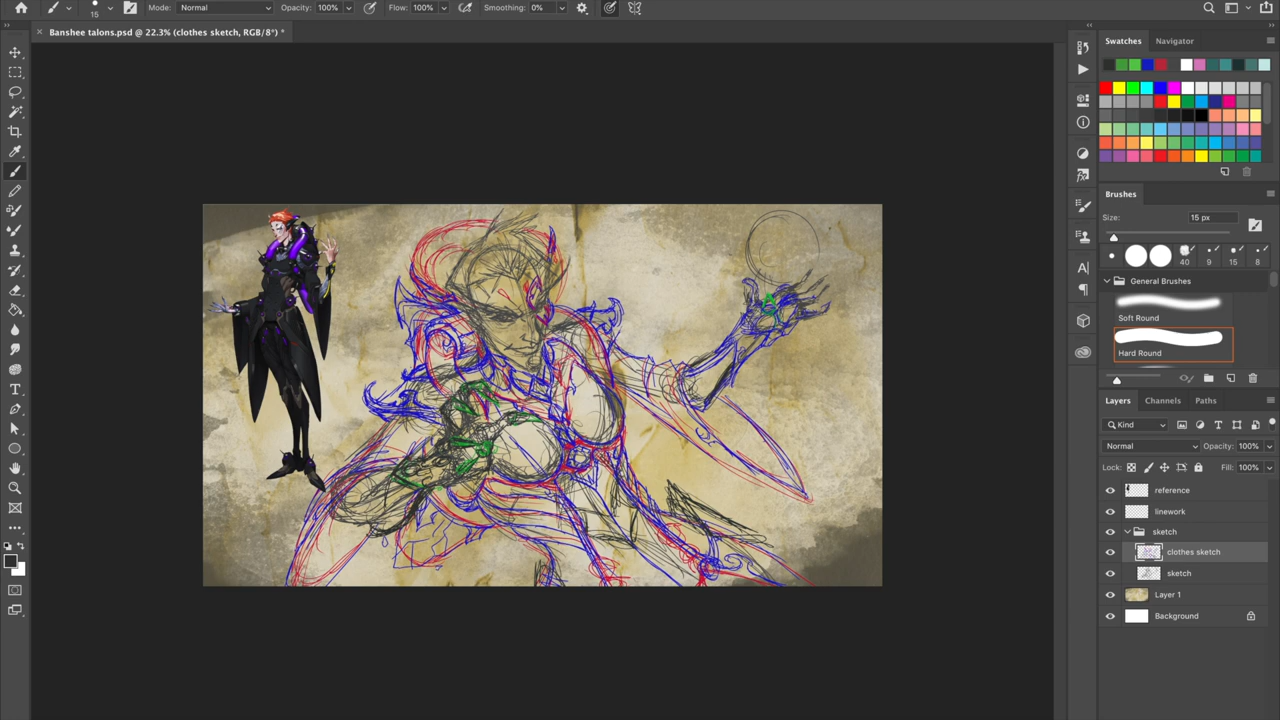 15 Mode: Normal Opacity: 100% Flow: 100% Smoothing: 0%
Banshee talons.psd @ 22.3% (clothes sketch, RGB/8*) *
Swatches Navigator
Brushes
Size: 15 px
40 9 15 8
General Brushes
Soft Round
Hard Round
Layers Channels Paths
Kind
Normal Opacity: 100%
Lock: Fill: 100%
reference
linework
sketch
clothes sketch
sketch
Layer 1
Background